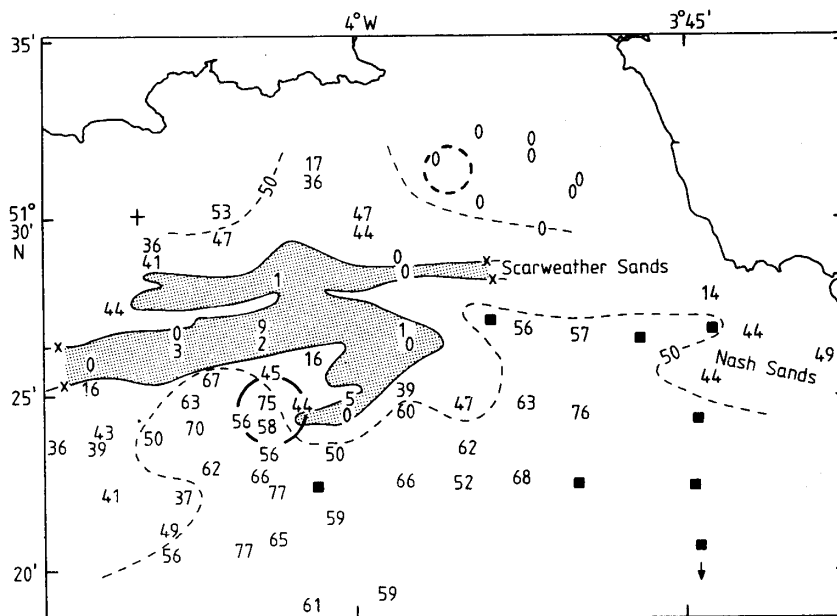 4°W 3°45'
35'
0 0
17 0 0
36 0 0
50 0
53 47 0 0
51°
30'
N
36 47 44
41 0 Scarweather Sands
0
1
44 14
0 9 1 56 57 44
3 2 0
0 16 50 Nash Sands 49
25' 16 67 45 44
63 75 44 5 39 47 63 76
56 58 0 60
43 50 70
36 39 56 50 62
62 66 66 52 68
41 37 77
49 59
56 77 65
20'
61 59